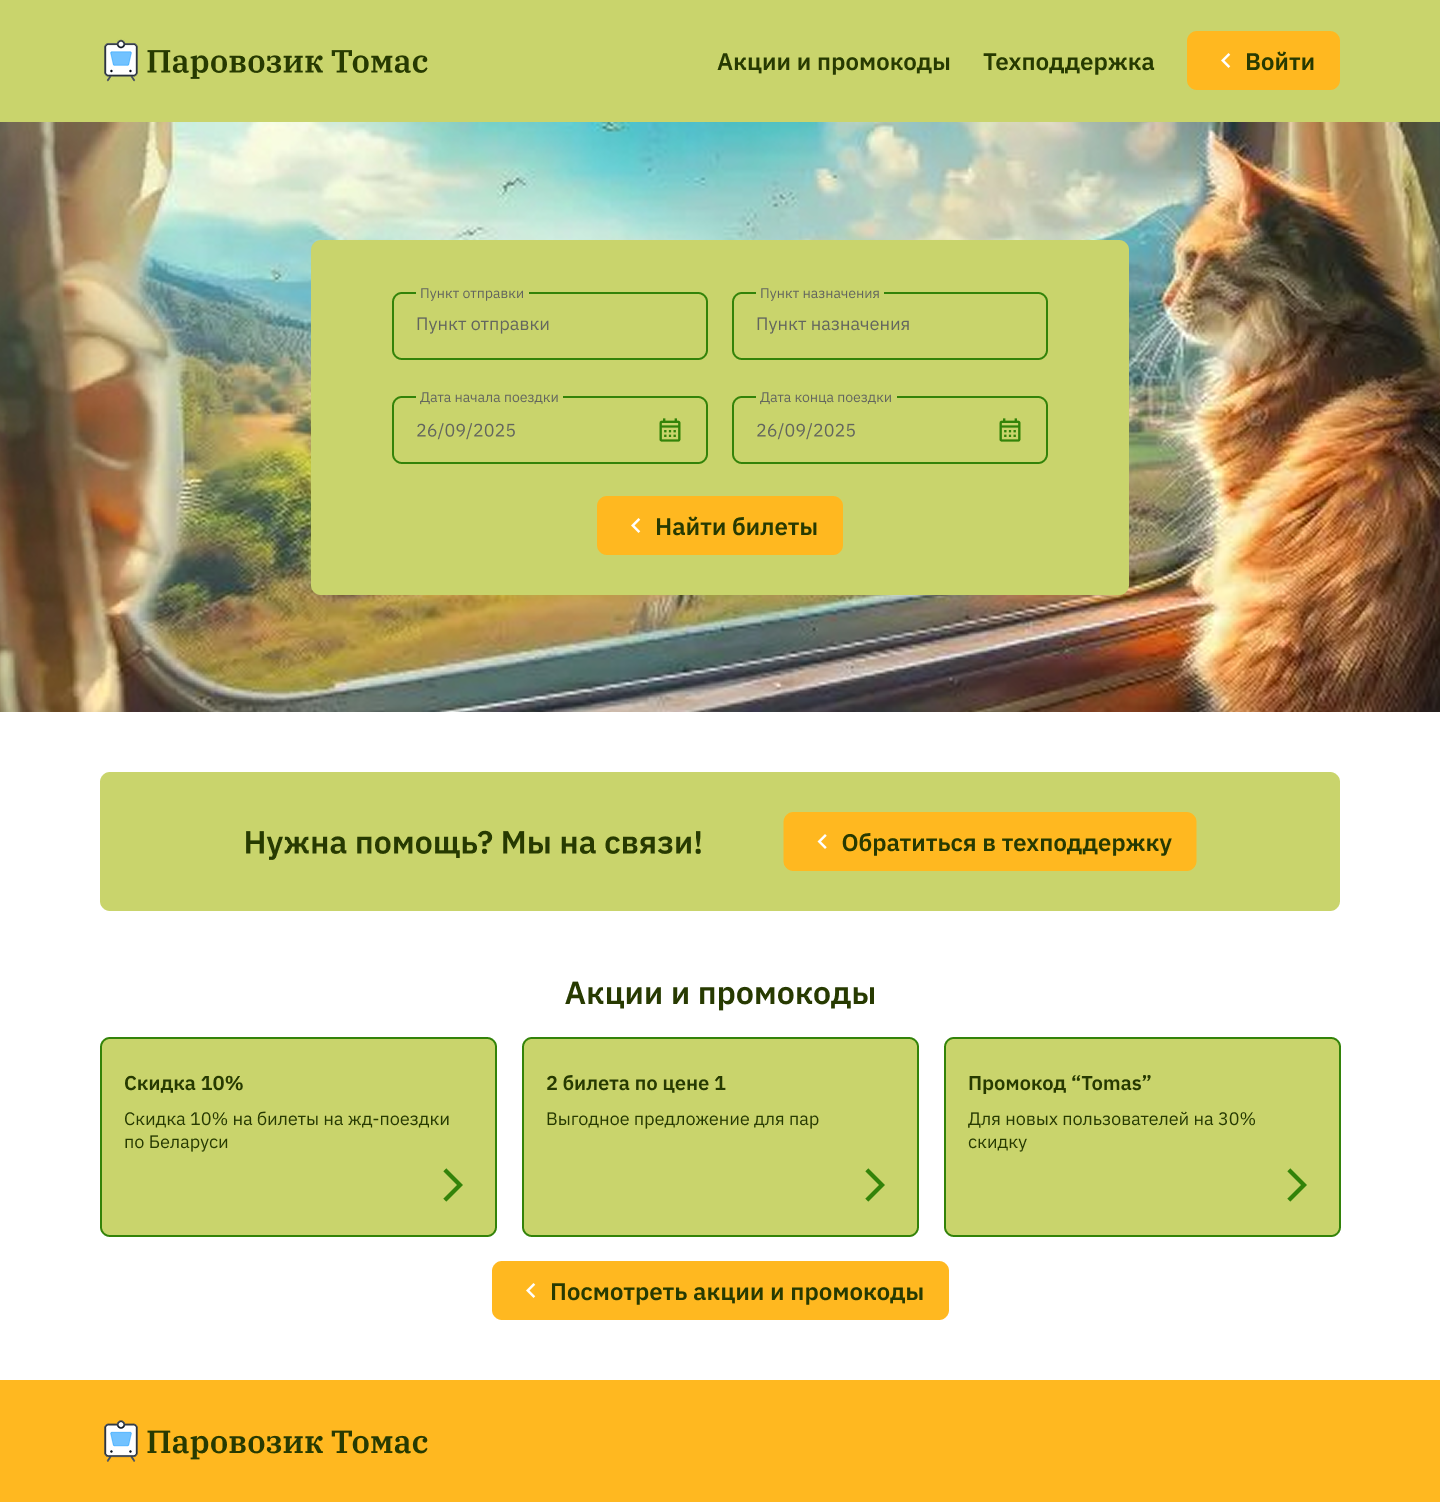 Паровозик Томас
Акции и промокоды
Техподдержка
Войти
Пункт отправки
Пункт отправки
Пункт назначения
Пункт назначения
Дата начала поездки
26/09/2025
Дата конца поездки
26/09/2025
Найти билеты
Нужна помощь? Мы на связи!
Обратиться в техподдержку
Акции и промокоды
Скидка 10%
Скидка 10% на билеты на жд-поездки
по Беларуси
2 билета по цене 1
Выгодное предложение для пар
Промокод “Tomas”
Для новых пользователей на 30%
скидку
Посмотреть акции и промокоды
Паровозик Томас